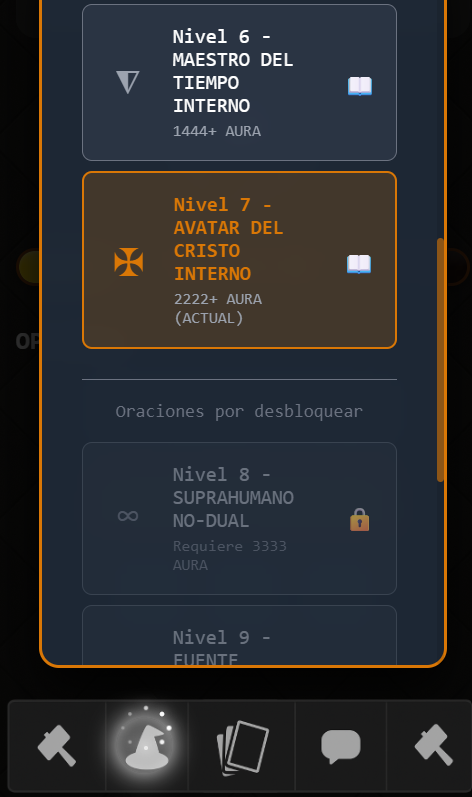 Nivel 6 -
MAESTRO DEL
TIEMPO
INTERNO
1444+ AURA
Nivel 7 -
AVATAR DEL
CRISTO
INTERNO
2222+ AURA
(ACTUAL)
OP
Oraciones por desbloquear
Nivel 8 -
SUPRAHUMANO
NO-DUAL
Requiere 3333
AURA
Nivel 9 -
FUENTE